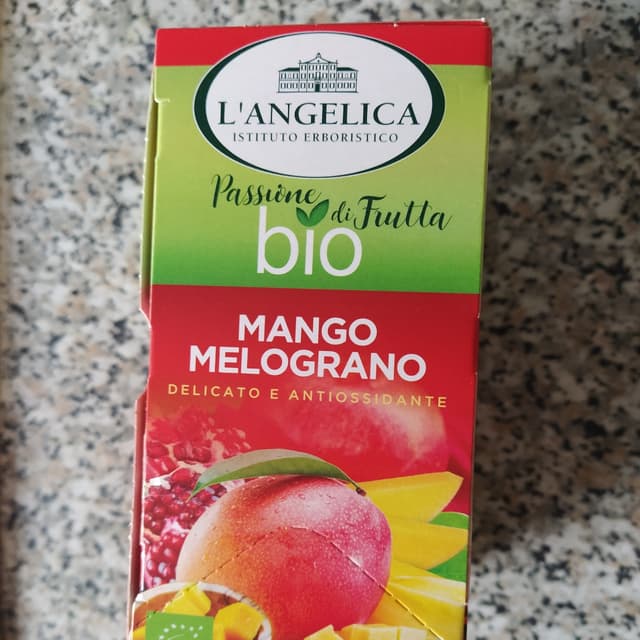 L'ANGELICA
ISTITUTO ERBORISTICO
Passione di Frutta
bio
MANGO
MELOGRANO
DELICATO E ANTIOSSIDANTE